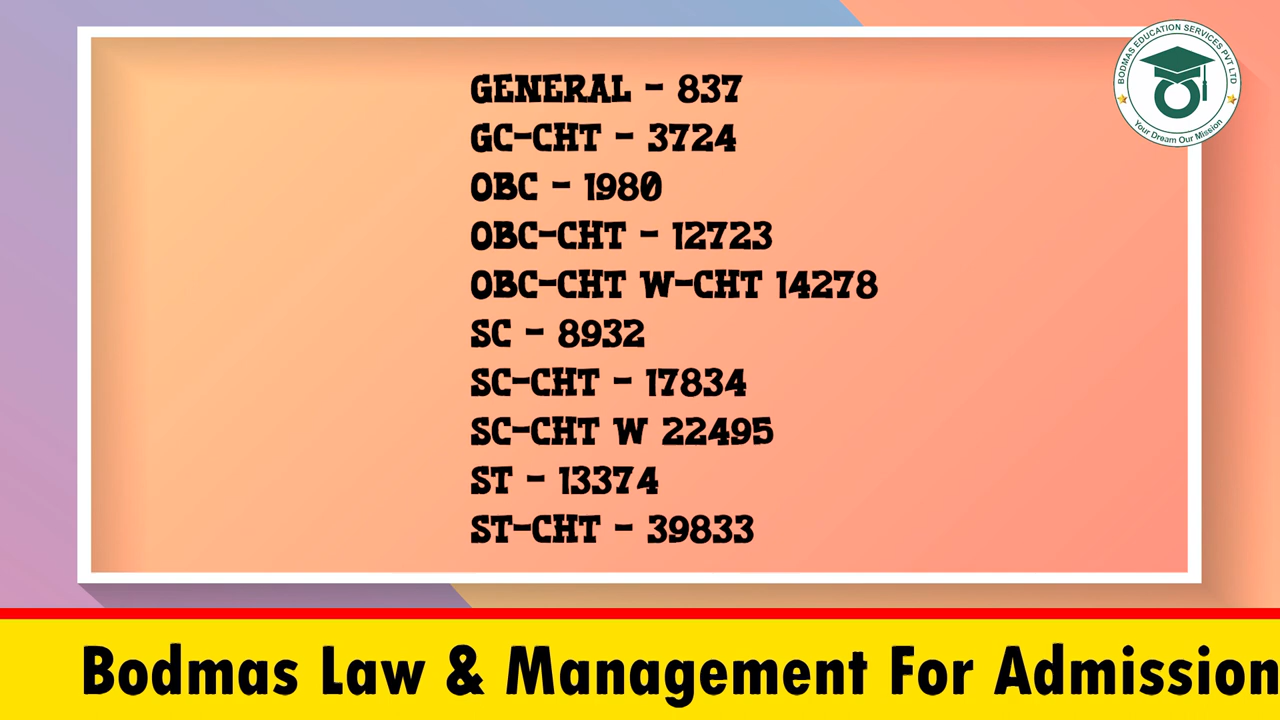 BODMAS EDUCATION SERVICES PVT LTD
Your Dream Our Mission
GENERAL - 837
GC-CHT - 3724
OBC - 1980
OBC-CHT - 12723
OBC-CHT W-CHT 14278
SC - 8932
SC-CHT - 17834
SC-CHT W 22495
ST - 13374
ST-CHT - 39833
Bodmas Law & Management For Admission